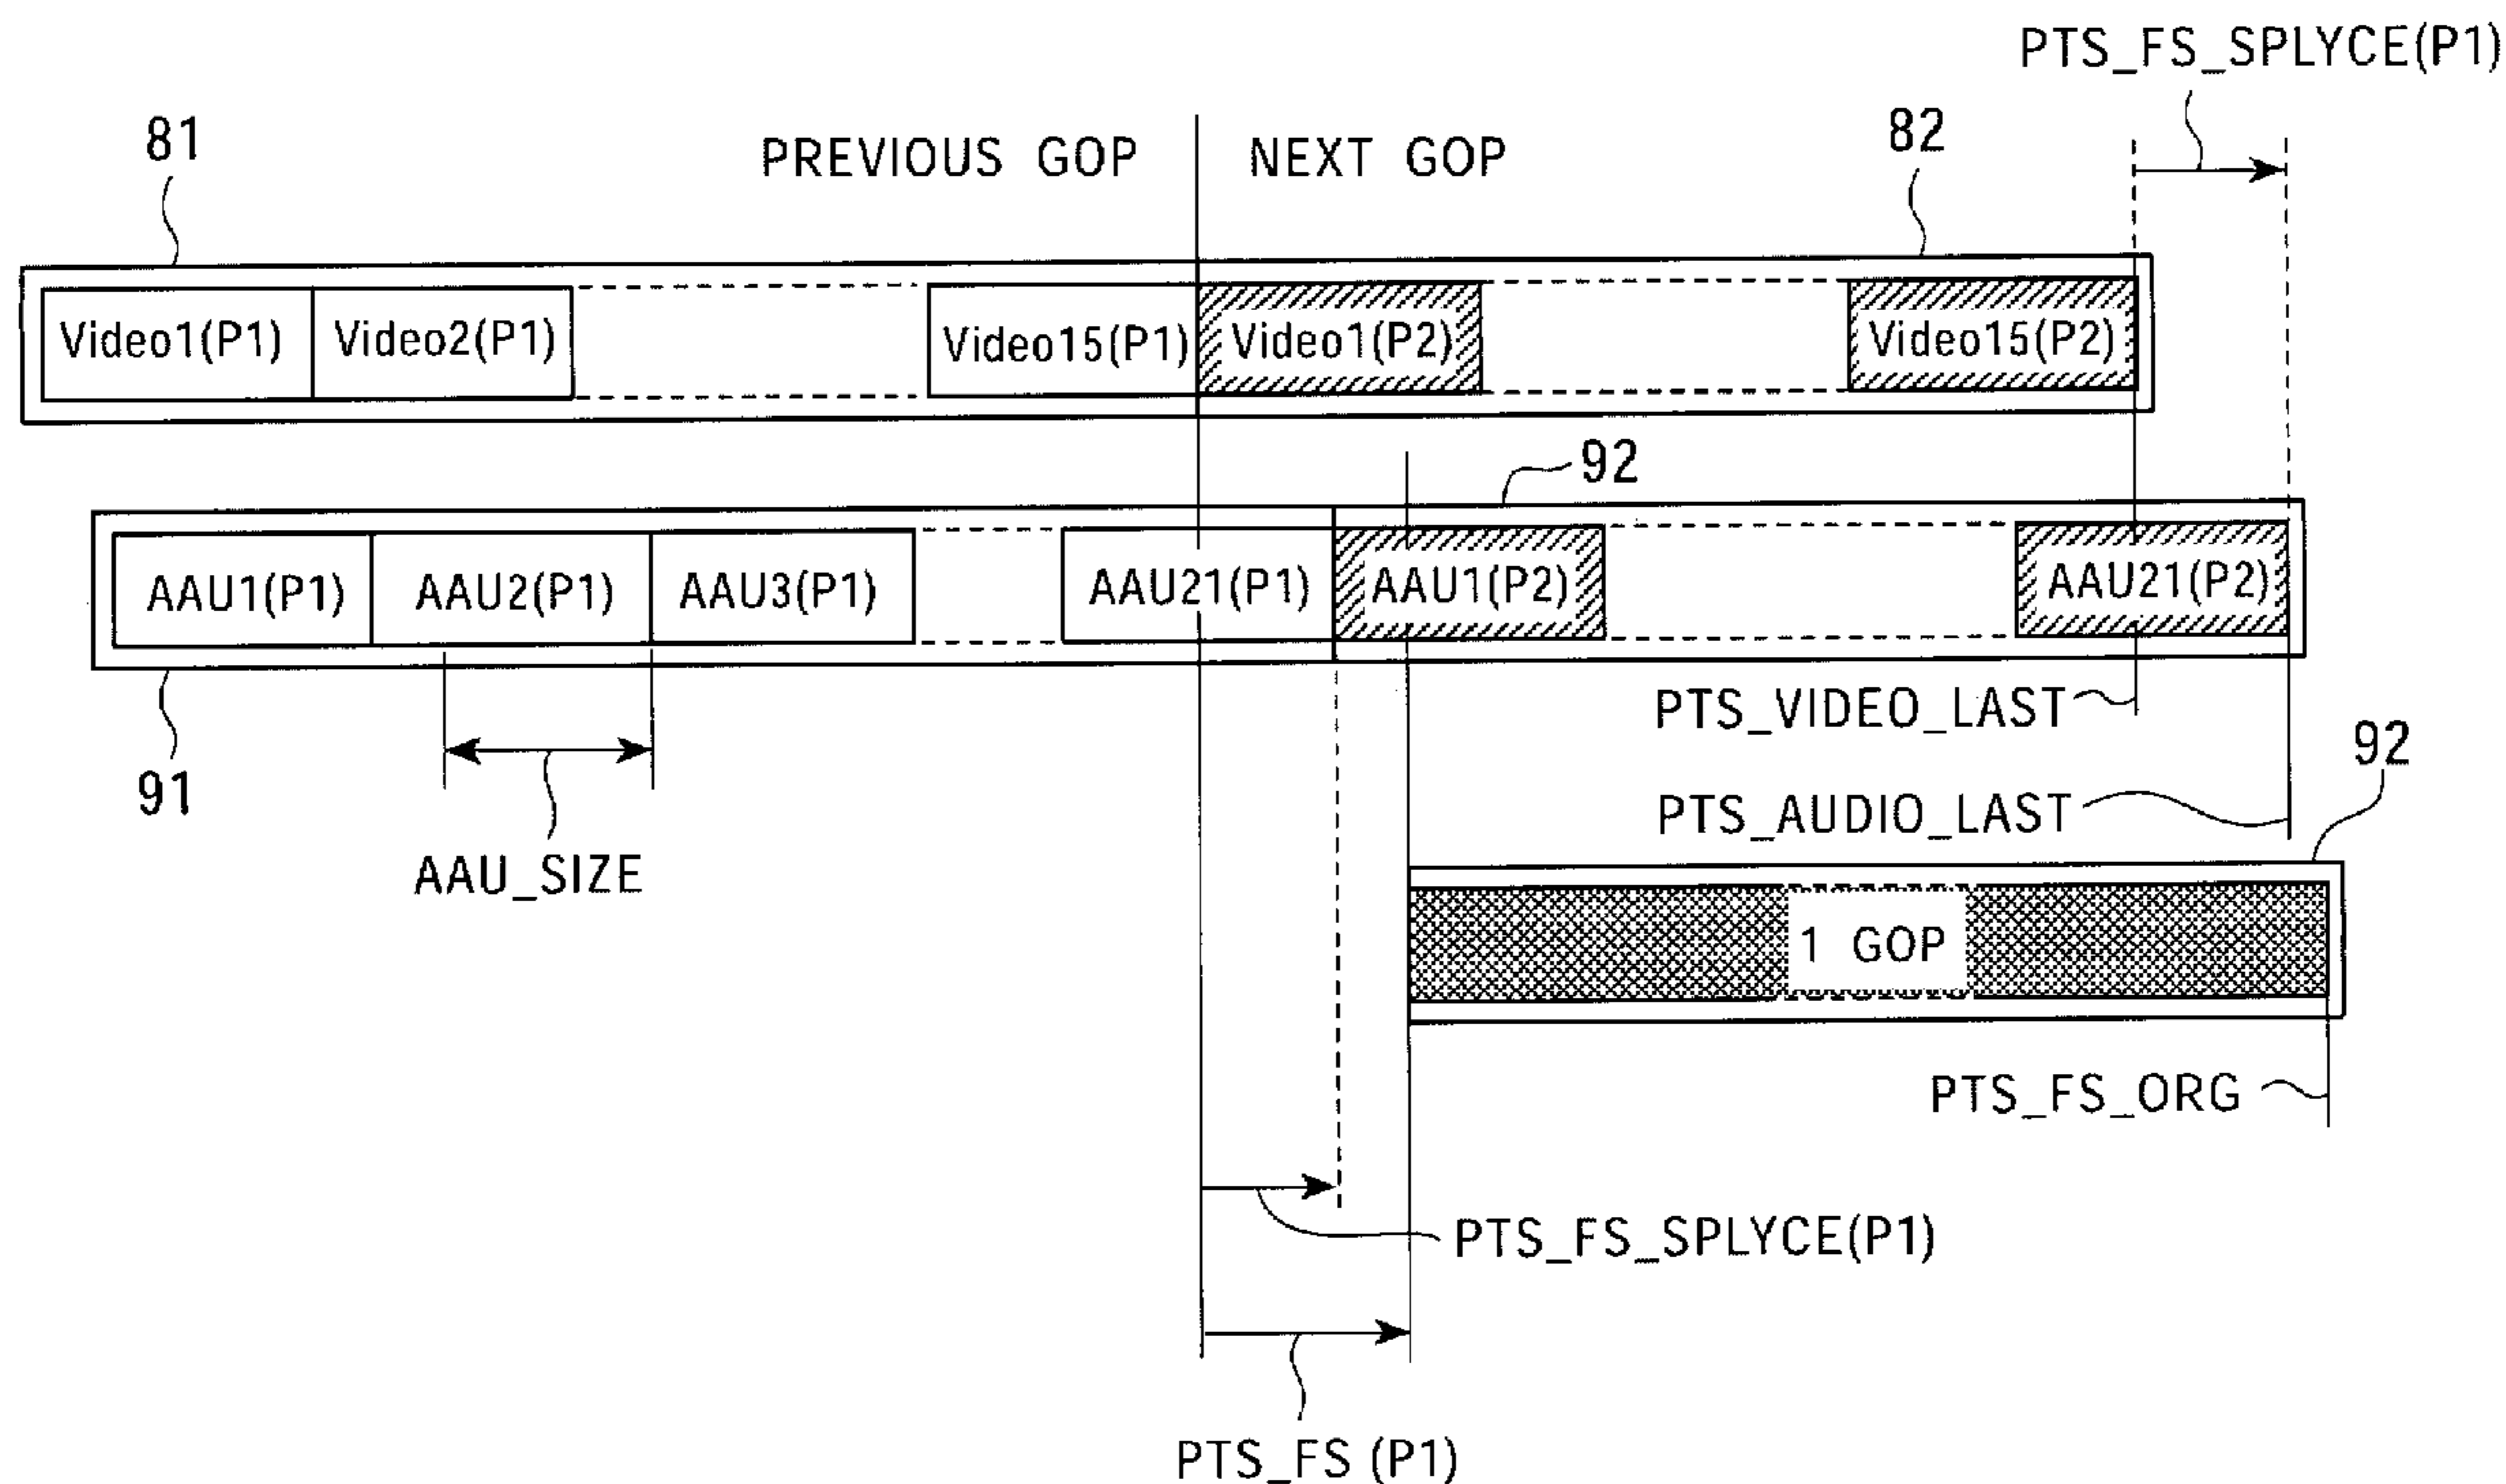 PTS_FS_SPLYCE(P1)
81
PREVIOUS GOP
NEXT GOP
82
Video1(P1)
Video2(P1)
Video15(P1)
Video1(P2)
Video15(P2)
92
AAU1(P1)
AAU2(P1)
AAU3(P1)
AAU21(P1)
AAU1(P2)
AAU21(P2)
PTS_VIDEO_LAST
91
92
PTS_AUDIO_LAST
AAU_SIZE
1 GOP
PTS_FS_ORG
PTS_FS_SPLYCE(P1)
PTS_FS (P1)